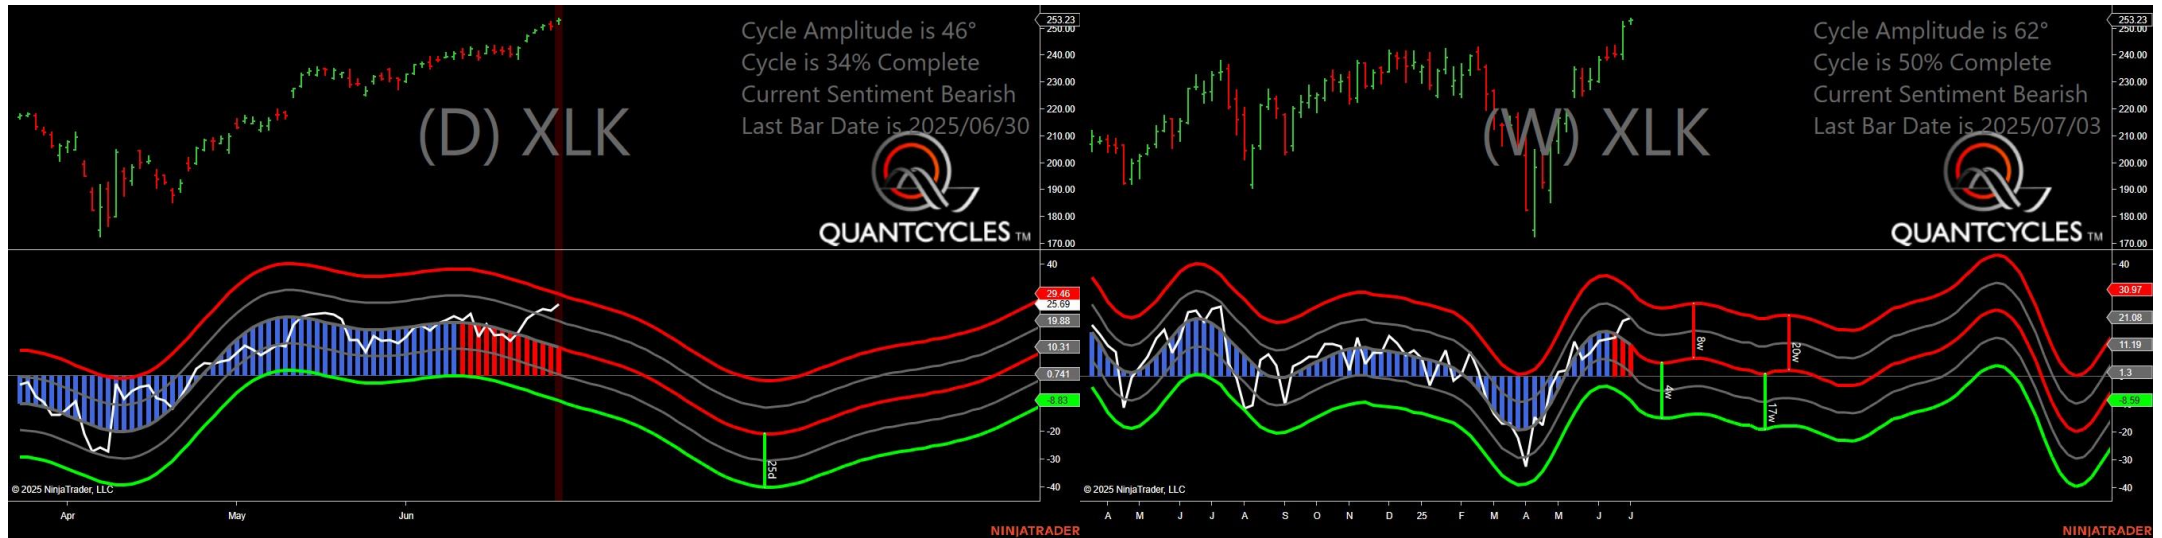 Cycle Amplitude is 46°
Cycle is 34% Complete
Current Sentiment Bearish
Last Bar Date is 2025/06/30
(D) XLK
QUANTCYCLES TM
253.23
250.00
240.00
230.00
220.00
210.00
200.00
190.00
180.00
170.00
40
29.46
25.69
19.88
10.31
0.741
-8.83
-20
-30
-40
25d
© 2025 NinjaTrader, LLC
Apr
May
Jun
NINJATRADER
Cycle Amplitude is 62°
Cycle is 50% Complete
Current Sentiment Bearish
Last Bar Date is 2025/07/03
(W) XLK
QUANTCYCLES TM
253.23
250.00
240.00
230.00
220.00
210.00
200.00
190.00
180.00
170.00
40
30.97
21.08
11.19
1.3
-8.59
-20
-30
-40
4w
8w
17w
20w
© 2025 NinjaTrader, LLC
A M J J A S O N D 25 F M A M J J
NINJATRADER